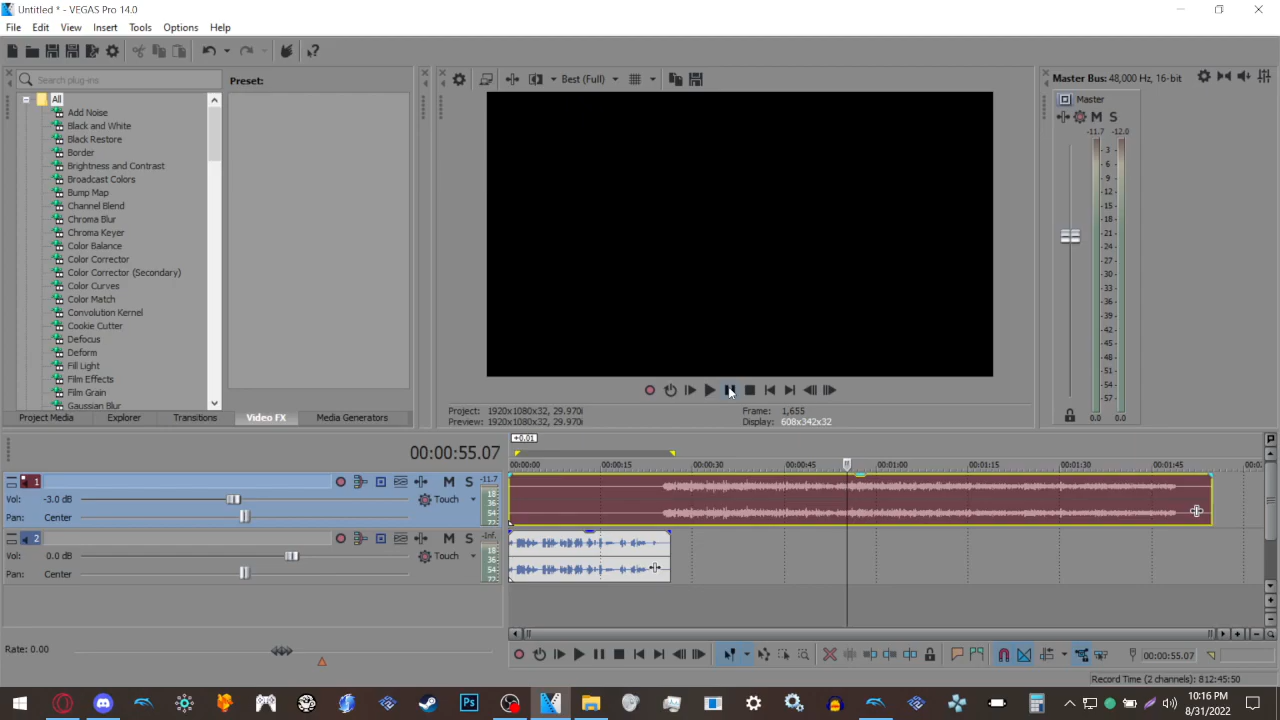 Untitled * - VEGAS Pro 14.0
File Edit View Insert Tools Options Help
Search plug-ins
Preset:
All
Add Noise
Black and White
Black Restore
Border
Brightness and Contrast
Broadcast Colors
Bump Map
Channel Blend
Chroma Blur
Chroma Keyer
Color Balance
Color Corrector
Color Corrector (Secondary)
Color Curves
Color Match
Convolution Kernel
Cookie Cutter
Defocus
Deform
Fill Light
Film Effects
Film Grain
Gaussian Blur
Project Media Explorer Transitions Video FX Media Generators
Best (Full)
Project: 1920x1080x32, 29.970i
Preview: 1920x1080x32, 29.970i
Frame: 1,655
Display: 608x342x32
Master Bus: 48,000 Hz, 16-bit
Master
M S
-11.7 -12.0
3
6
9
12
15
18
21
24
27
30
33
36
39
42
45
48
51
54
57
0.0 0.0
00:00:55.07
+0.01
00:00:00 00:00:15 00:00:30 00:00:45 00:01:00 00:01:15 00:01:30 00:01:45
1 M S -11.7
Vol: -3.0 dB Touch
Pan: Center
18
36
54
72
2 M S -Inf.
Vol: 0.0 dB Touch
Pan: Center
18
36
54
72
Rate: 0.00
00:00:55.07
Record Time (2 channels): 812:45:50
Ps
10:16 PM
8/31/2022